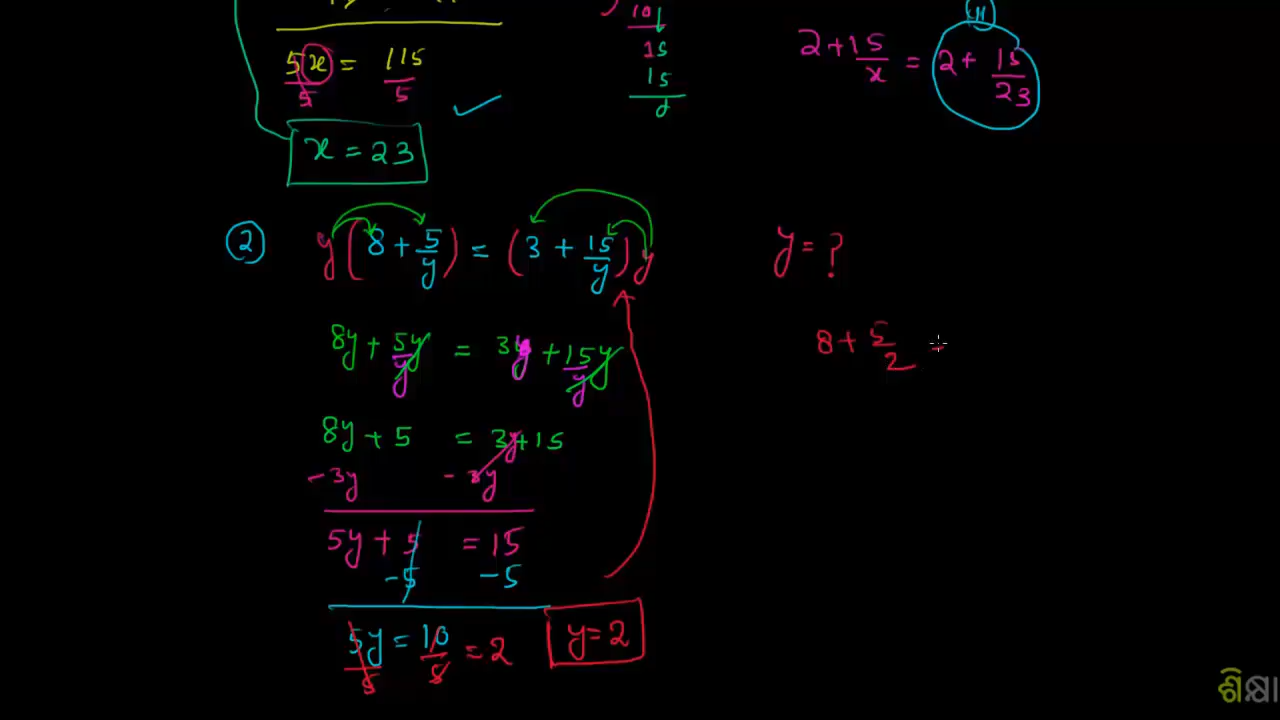 101
15
15
0
5x = 115
5 5
x = 23
11
2 + 15/x = 2 + 15/23
2 y(8 + 5/y) = (3 + 15/y)y
y = ?
8y + 5y/y = 3y + 15y/y
8 + 5/2 =
8y + 5 = 3y + 15
-3y -3y
5y + 5 = 15
-5 -5
5y/5 = 10/5 = 2
y = 2
ଶିକ୍ଷା